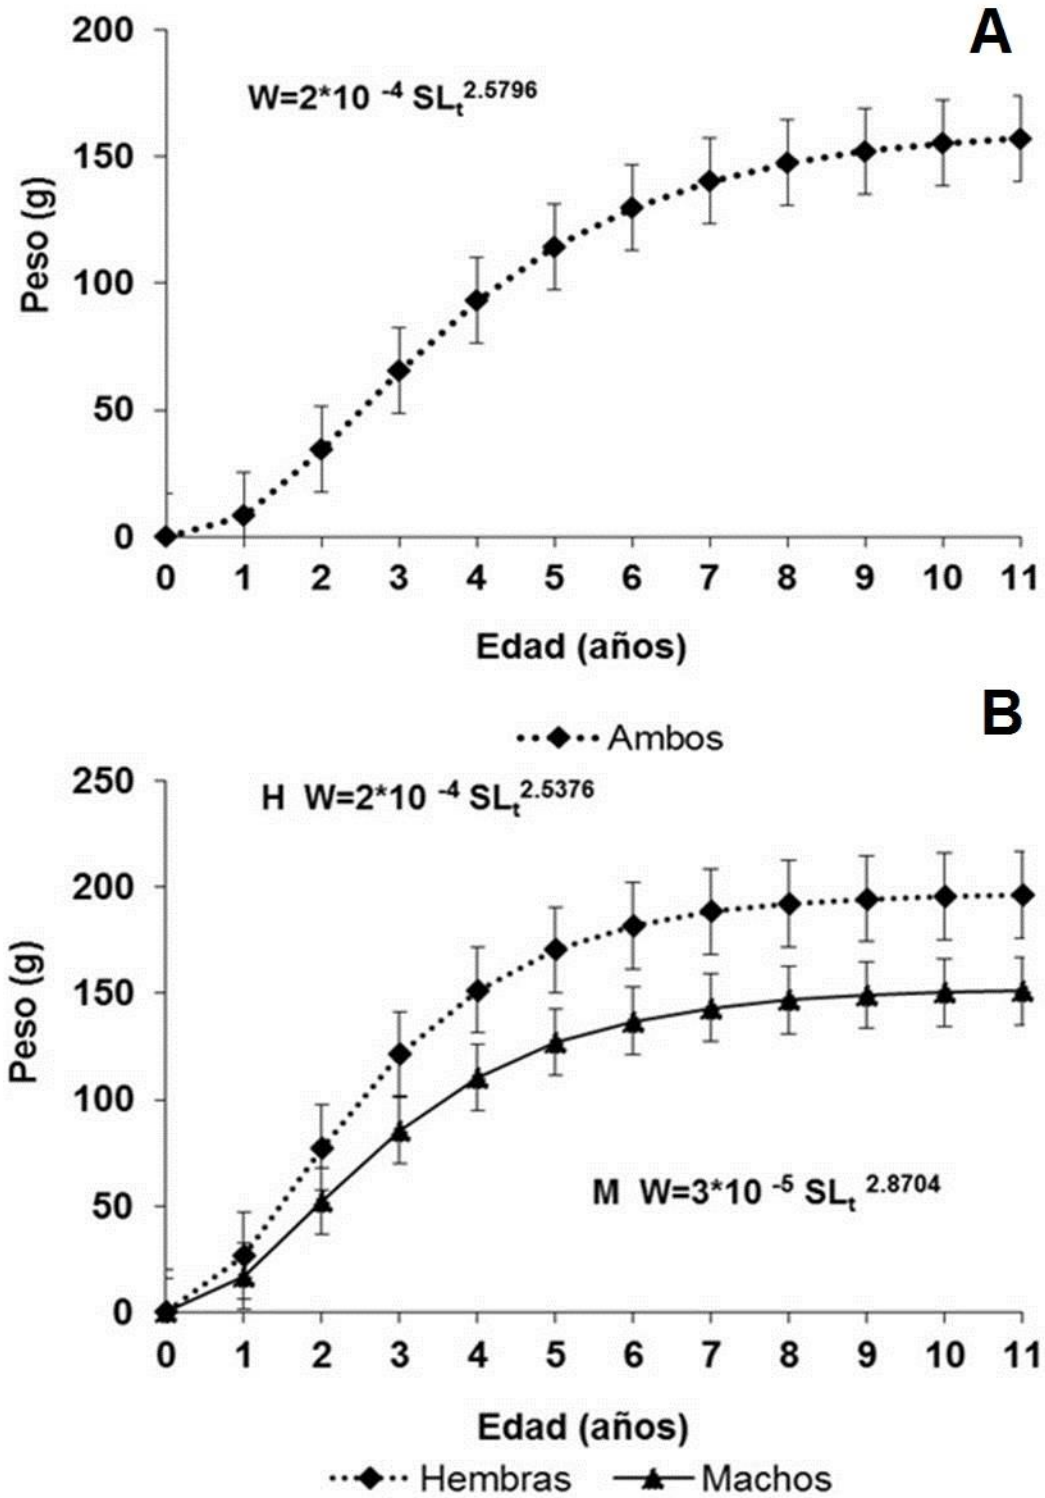 A
200
W=2*10 -4 SLt2.5796
150
Peso (g)
100
50
0
0 1 2 3 4 5 6 7 8 9 10 11
Edad (años)
Ambos
B
250
H W=2*10 -4 SLt2.5376
200
Peso (g)
150
100
M W=3*10 -5 SLt 2.8704
50
0
0 1 2 3 4 5 6 7 8 9 10 11
Edad (años)
Hembras Machos